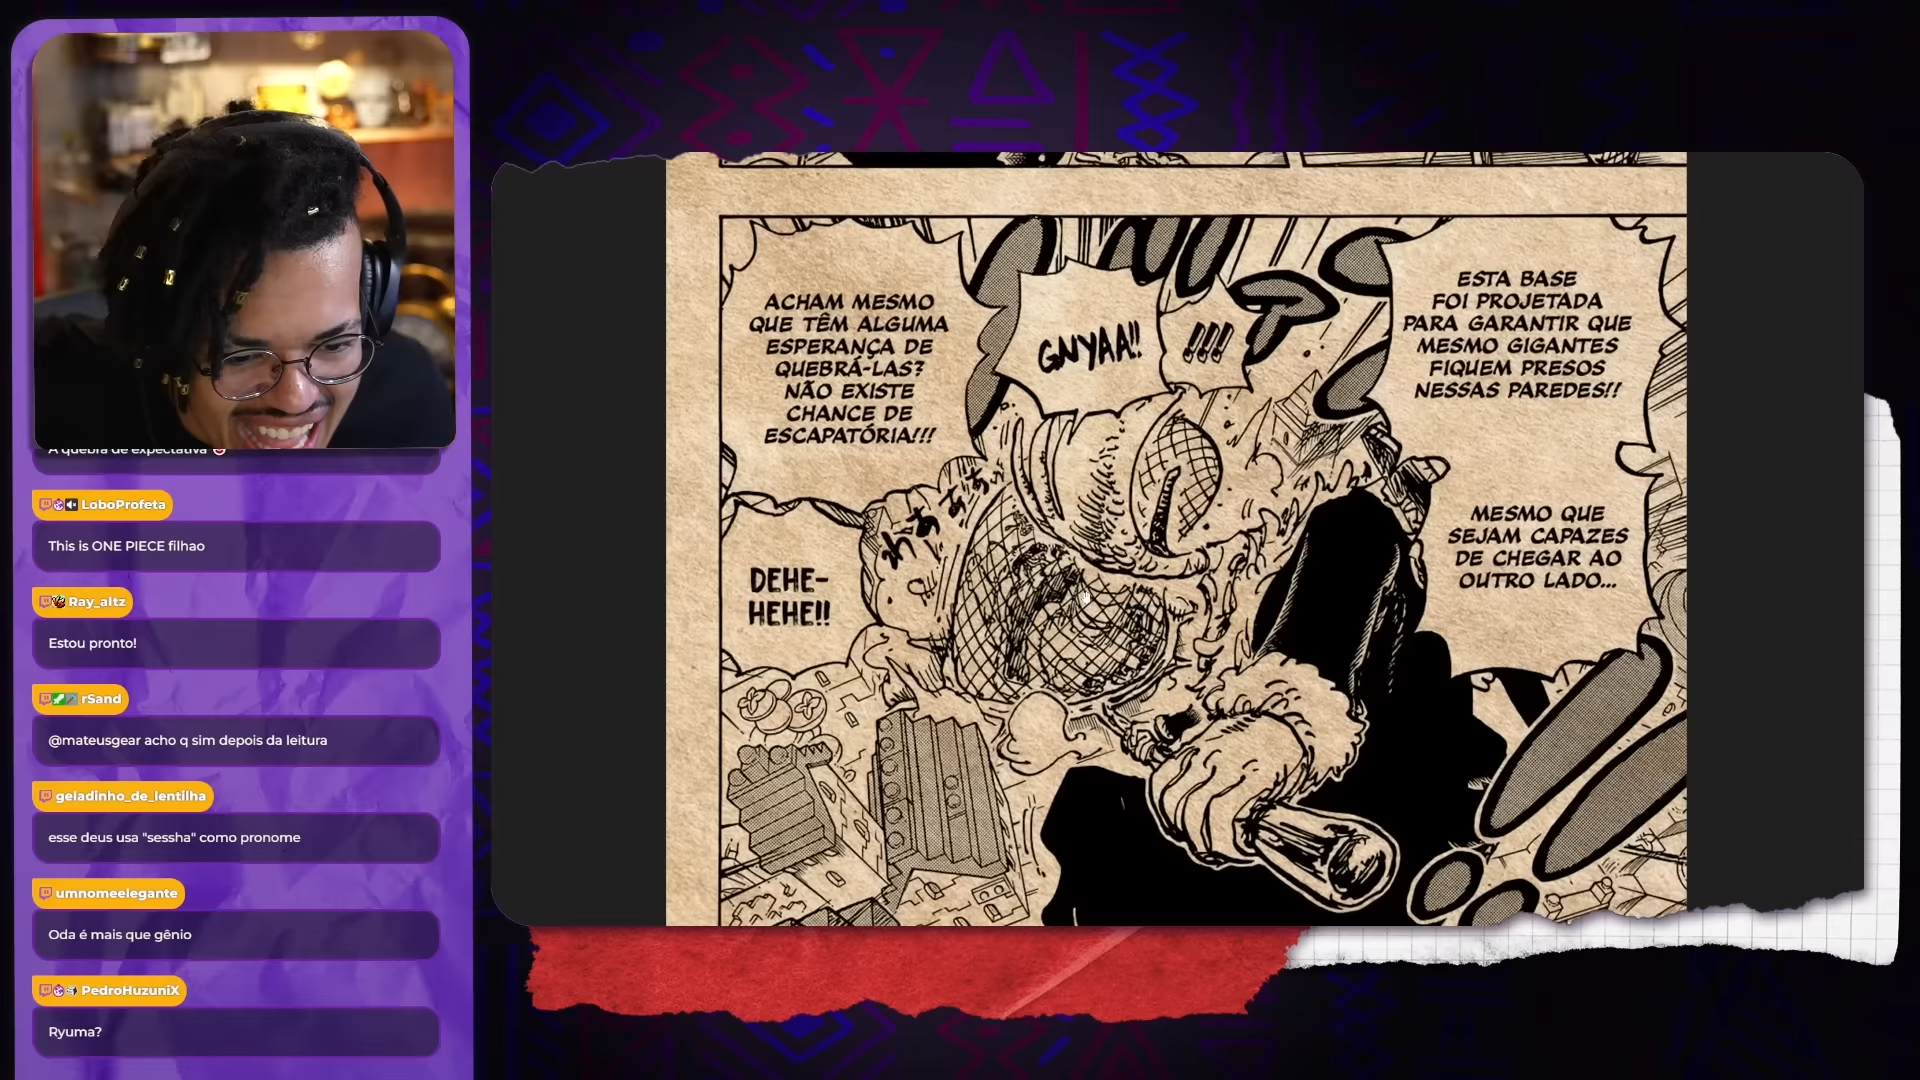 A quebra de expectativa
LoboProfeta
This is ONE PIECE filhao
Ray_altz
Estou pronto!
rSand
@mateusgear acho q sim depois da leitura
geladinho_de_lentilha
esse deus usa "sessha" como pronome
umnomeelegante
Oda é mais que gênio
PedroHuzuniX
Ryuma?
ESTA BASE
FOI PROJETADA
PARA GARANTIR QUE
MESMO GIGANTES
FIQUEM PRESOS
NESSAS PAREDES!!
MESMO QUE
SEJAM CAPAZES
DE CHEGAR AO
OUTRO LADO...
!!!
GNYAA!!
ACHAM MESMO
QUE TÊM ALGUMA
ESPERANÇA DE
QUEBRÁ-LAS?
NÃO EXISTE
CHANCE DE
ESCAPATÓRIA!!!
DEHE-
HEHE!!